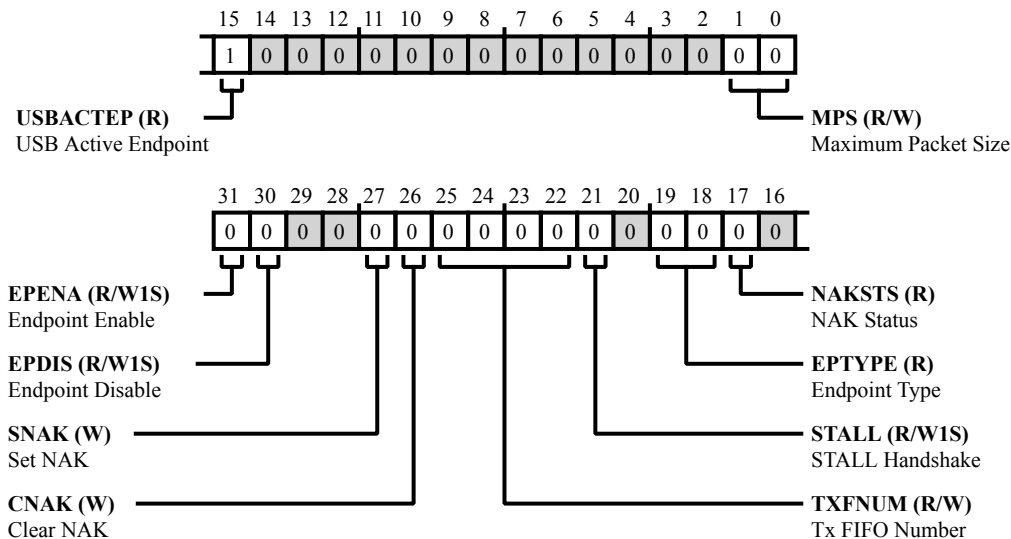 15 14 13 12 11 10 9 8 7 6 5 4 3 2 1 0
1 0 0 0 0 0 0 0 0 0 0 0 0 0 0 0
USBACTEP (R)
USB Active Endpoint
MPS (R/W)
Maximum Packet Size
31 30 29 28 27 26 25 24 23 22 21 20 19 18 17 16
0 0 0 0 0 0 0 0 0 0 0 0 0 0 0 0
EPENA (R/W1S)
Endpoint Enable
NAKSTS (R)
NAK Status
EPDIS (R/W1S)
Endpoint Disable
EPTYPE (R)
Endpoint Type
SNAK (W)
Set NAK
STALL (R/W1S)
STALL Handshake
CNAK (W)
Clear NAK
TXFNUM (R/W)
Tx FIFO Number